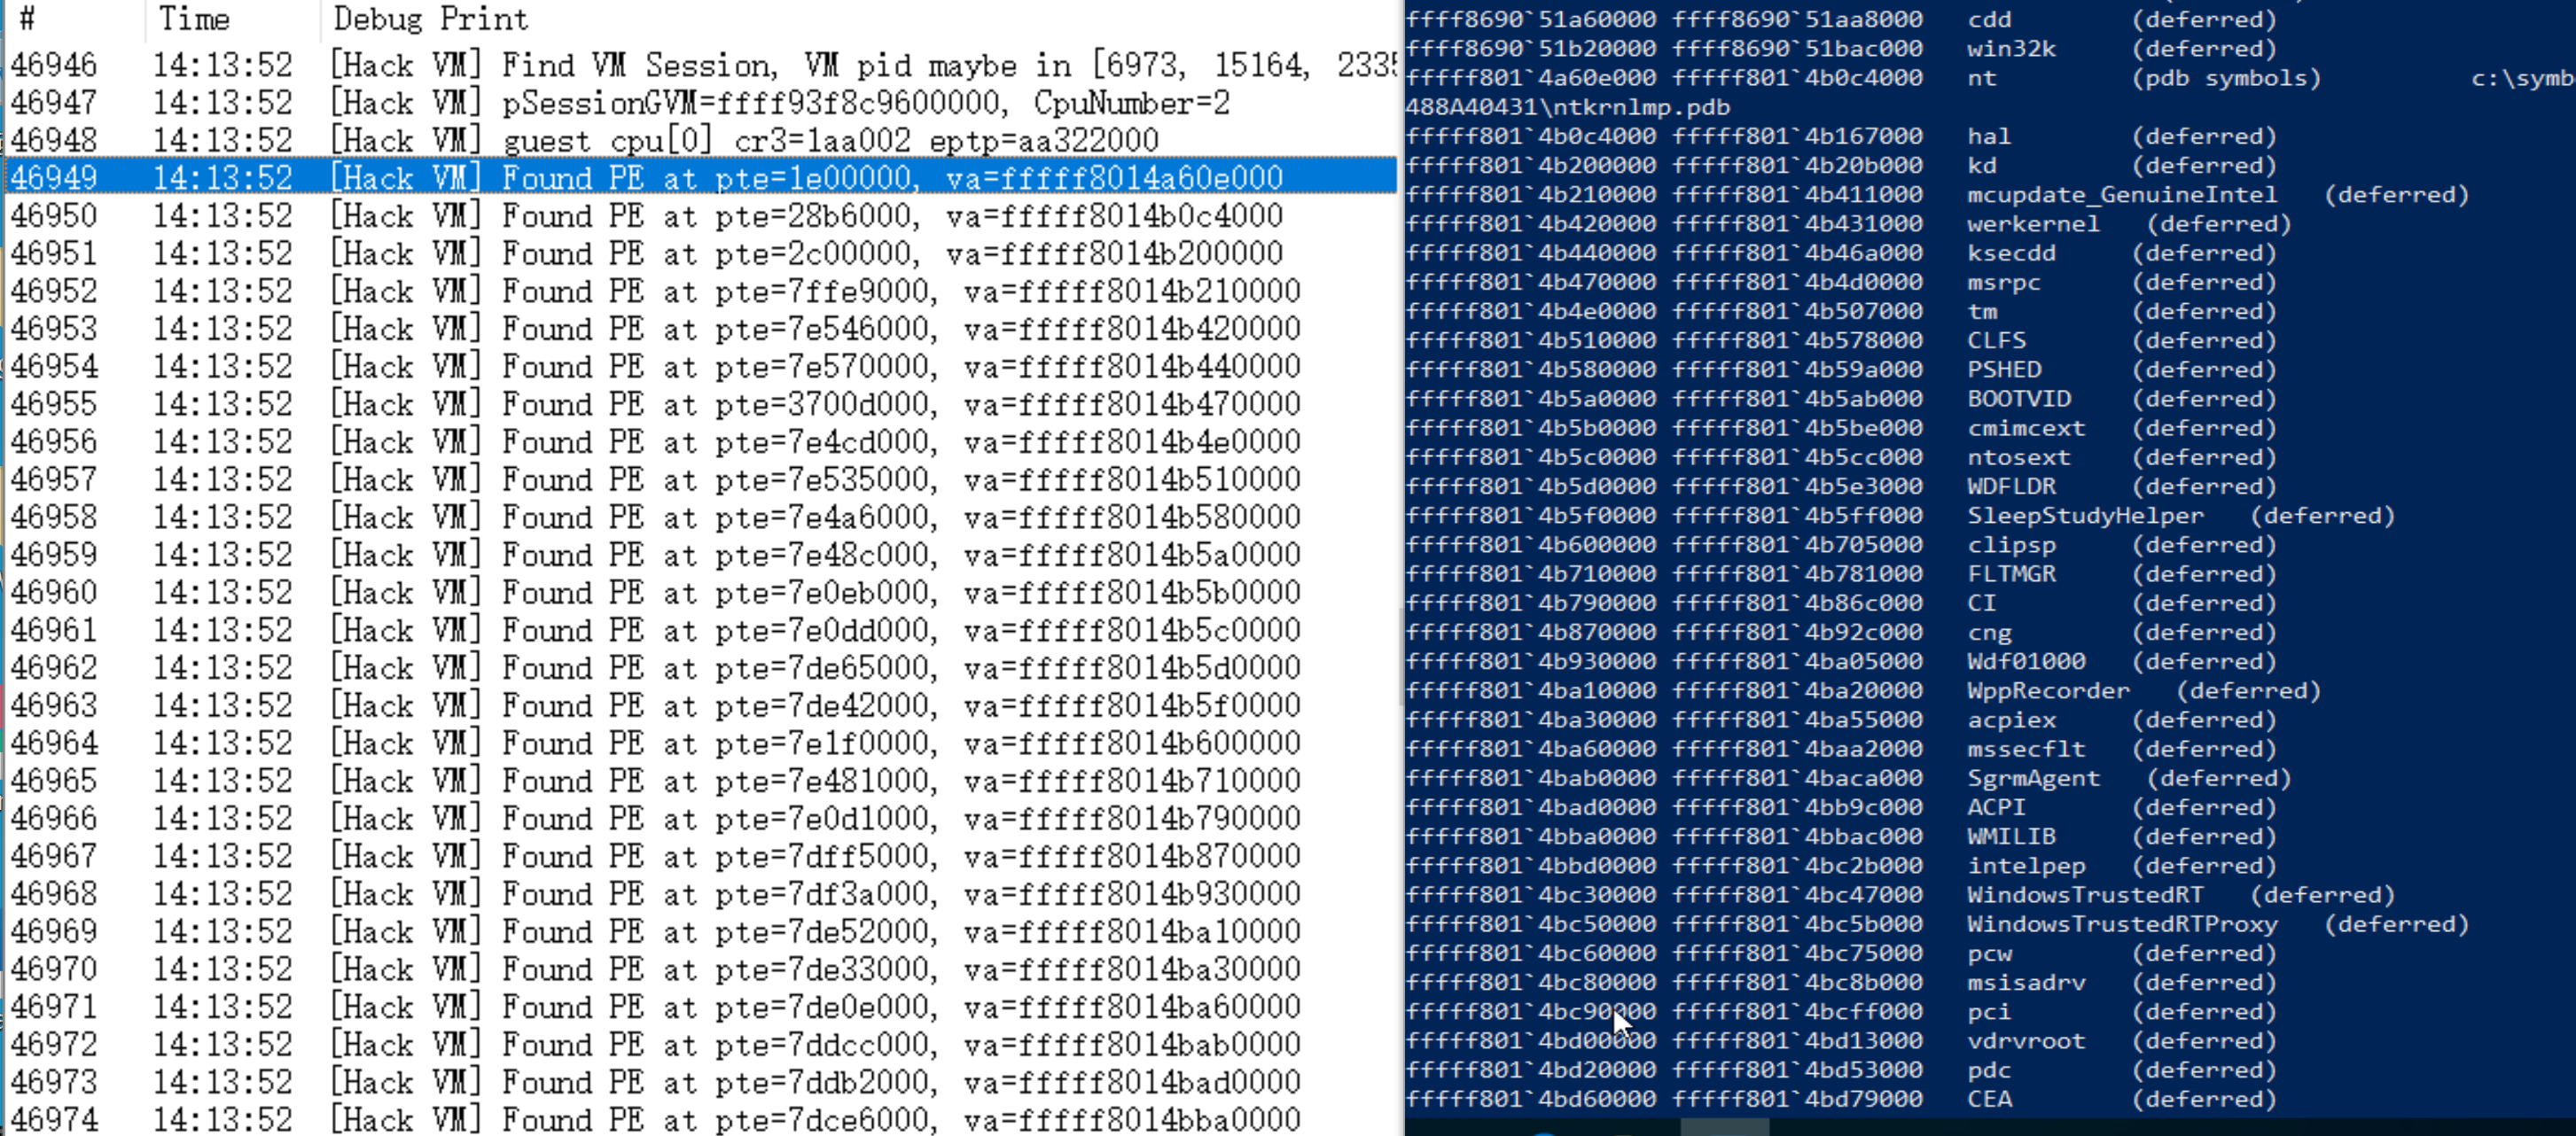 # Time Debug Print
46946 14:13:52 [Hack VM] Find VM Session, VM pid maybe in [6973, 15164, 2335
46947 14:13:52 [Hack VM] pSessionGVM=ffff93f8c9600000, CpuNumber=2
46948 14:13:52 [Hack VM] guest cpu[0] cr3=1aa002 eptp=aa322000
46949 14:13:52 [Hack VM] Found PE at pte=1e00000, va=fffff8014a60e000
46950 14:13:52 [Hack VM] Found PE at pte=28b6000, va=fffff8014b0c4000
46951 14:13:52 [Hack VM] Found PE at pte=2c00000, va=fffff8014b200000
46952 14:13:52 [Hack VM] Found PE at pte=7ffe9000, va=fffff8014b210000
46953 14:13:52 [Hack VM] Found PE at pte=7e546000, va=fffff8014b420000
46954 14:13:52 [Hack VM] Found PE at pte=7e570000, va=fffff8014b440000
46955 14:13:52 [Hack VM] Found PE at pte=3700d000, va=fffff8014b470000
46956 14:13:52 [Hack VM] Found PE at pte=7e4cd000, va=fffff8014b4e0000
46957 14:13:52 [Hack VM] Found PE at pte=7e535000, va=fffff8014b510000
46958 14:13:52 [Hack VM] Found PE at pte=7e4a6000, va=fffff8014b580000
46959 14:13:52 [Hack VM] Found PE at pte=7e48c000, va=fffff8014b5a0000
46960 14:13:52 [Hack VM] Found PE at pte=7e0eb000, va=fffff8014b5b0000
46961 14:13:52 [Hack VM] Found PE at pte=7e0dd000, va=fffff8014b5c0000
46962 14:13:52 [Hack VM] Found PE at pte=7de65000, va=fffff8014b5d0000
46963 14:13:52 [Hack VM] Found PE at pte=7de42000, va=fffff8014b5f0000
46964 14:13:52 [Hack VM] Found PE at pte=7e1f0000, va=fffff8014b600000
46965 14:13:52 [Hack VM] Found PE at pte=7e481000, va=fffff8014b710000
46966 14:13:52 [Hack VM] Found PE at pte=7e0d1000, va=fffff8014b790000
46967 14:13:52 [Hack VM] Found PE at pte=7dff5000, va=fffff8014b870000
46968 14:13:52 [Hack VM] Found PE at pte=7df3a000, va=fffff8014b930000
46969 14:13:52 [Hack VM] Found PE at pte=7de52000, va=fffff8014ba10000
46970 14:13:52 [Hack VM] Found PE at pte=7de33000, va=fffff8014ba30000
46971 14:13:52 [Hack VM] Found PE at pte=7de0e000, va=fffff8014ba60000
46972 14:13:52 [Hack VM] Found PE at pte=7ddcc000, va=fffff8014bab0000
46973 14:13:52 [Hack VM] Found PE at pte=7ddb2000, va=fffff8014bad0000
46974 14:13:52 [Hack VM] Found PE at pte=7dce6000, va=fffff8014bba0000
ffff8690`51a60000 ffff8690`51aa8000 cdd (deferred)
ffff8690`51b20000 ffff8690`51bac000 win32k (deferred)
fffff801`4a60e000 fffff801`4b0c4000 nt (pdb symbols) c:\symb
488A40431\ntkrnlmp.pdb
fffff801`4b0c4000 fffff801`4b167000 hal (deferred)
fffff801`4b200000 fffff801`4b20b000 kd (deferred)
fffff801`4b210000 fffff801`4b411000 mcupdate_GenuineIntel (deferred)
fffff801`4b420000 fffff801`4b431000 werkernel (deferred)
fffff801`4b440000 fffff801`4b46a000 ksecdd (deferred)
fffff801`4b470000 fffff801`4b4d0000 msrpc (deferred)
fffff801`4b4e0000 fffff801`4b507000 tm (deferred)
fffff801`4b510000 fffff801`4b578000 CLFS (deferred)
fffff801`4b580000 fffff801`4b59a000 PSHED (deferred)
fffff801`4b5a0000 fffff801`4b5ab000 BOOTVID (deferred)
fffff801`4b5b0000 fffff801`4b5be000 cmimcext (deferred)
fffff801`4b5c0000 fffff801`4b5cc000 ntosext (deferred)
fffff801`4b5d0000 fffff801`4b5e3000 WDFLDR (deferred)
fffff801`4b5f0000 fffff801`4b5ff000 SleepStudyHelper (deferred)
fffff801`4b600000 fffff801`4b705000 clipsp (deferred)
fffff801`4b710000 fffff801`4b781000 FLTMGR (deferred)
fffff801`4b790000 fffff801`4b86c000 CI (deferred)
fffff801`4b870000 fffff801`4b92c000 cng (deferred)
fffff801`4b930000 fffff801`4ba05000 Wdf01000 (deferred)
fffff801`4ba10000 fffff801`4ba20000 WppRecorder (deferred)
fffff801`4ba30000 fffff801`4ba55000 acpiex (deferred)
fffff801`4ba60000 fffff801`4baa2000 mssecflt (deferred)
fffff801`4bab0000 fffff801`4baca000 SgrmAgent (deferred)
fffff801`4bad0000 fffff801`4bb9c000 ACPI (deferred)
fffff801`4bba0000 fffff801`4bbac000 WMILIB (deferred)
fffff801`4bbd0000 fffff801`4bc2b000 intelpep (deferred)
fffff801`4bc30000 fffff801`4bc47000 WindowsTrustedRT (deferred)
fffff801`4bc50000 fffff801`4bc5b000 WindowsTrustedRTProxy (deferred)
fffff801`4bc60000 fffff801`4bc75000 pcw (deferred)
fffff801`4bc80000 fffff801`4bc8b000 msisadrv (deferred)
fffff801`4bc90000 fffff801`4bcff000 pci (deferred)
fffff801`4bd00000 fffff801`4bd13000 vdrvroot (deferred)
fffff801`4bd20000 fffff801`4bd53000 pdc (deferred)
fffff801`4bd60000 fffff801`4bd79000 CEA (deferred)